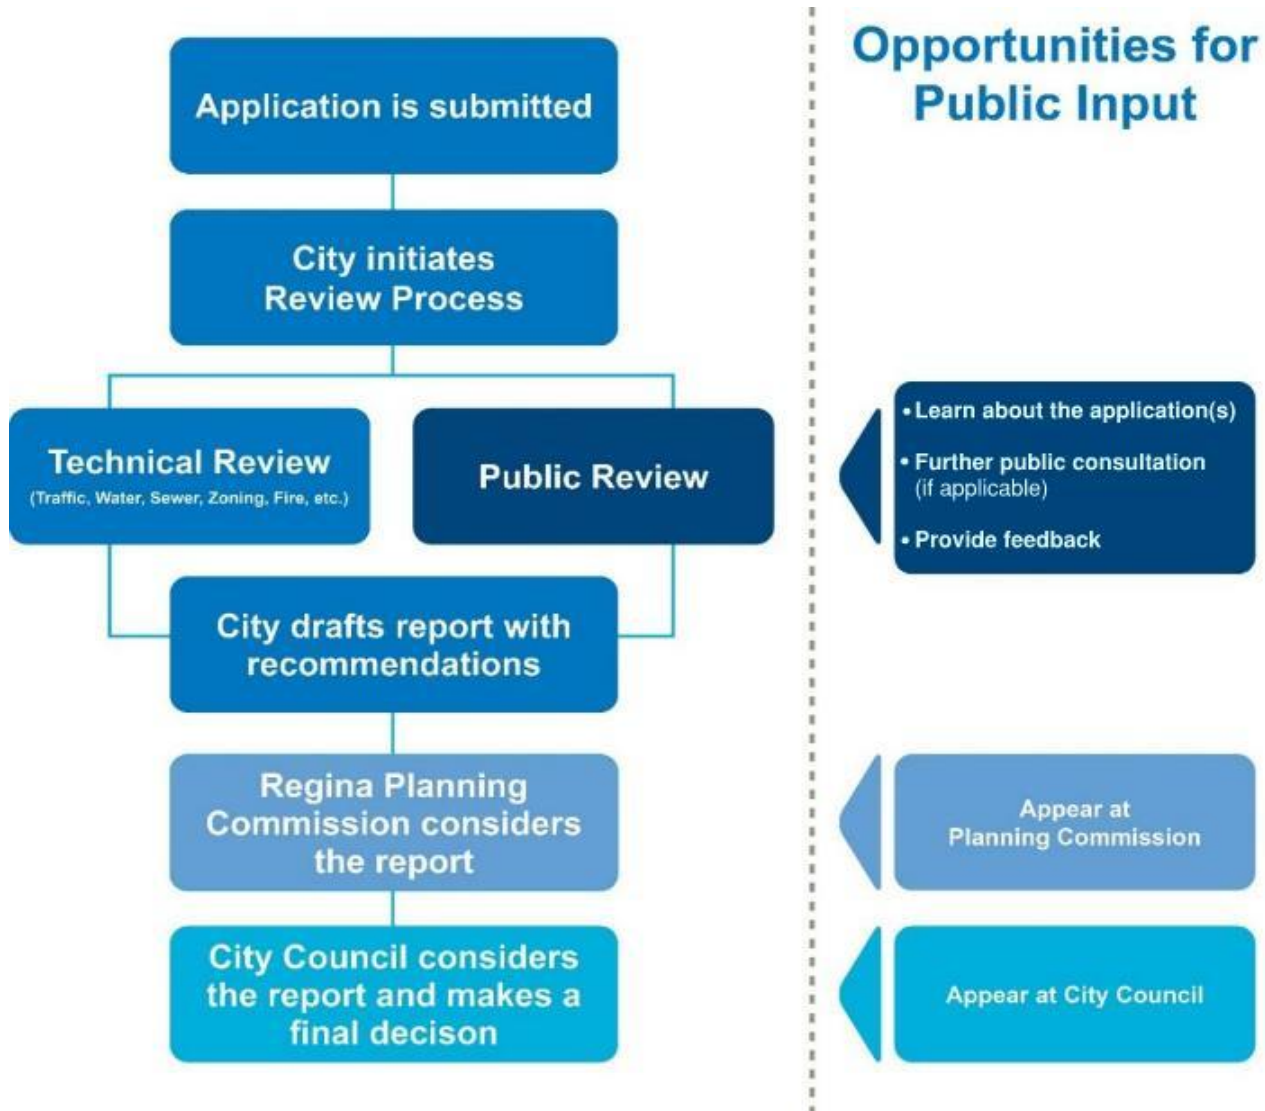 Opportunities for
Public Input
Application is submitted
City initiates
Review Process
Technical Review
(Traffic, Water, Sewer, Zoning, Fire, etc.)
Public Review
• Learn about the application(s)
• Further public consultation
(if applicable)
• Provide feedback
City drafts report with
recommendations
Regina Planning
Commission considers
the report
Appear at
Planning Commission
City Council considers
the report and makes a
final decison
Appear at City Council